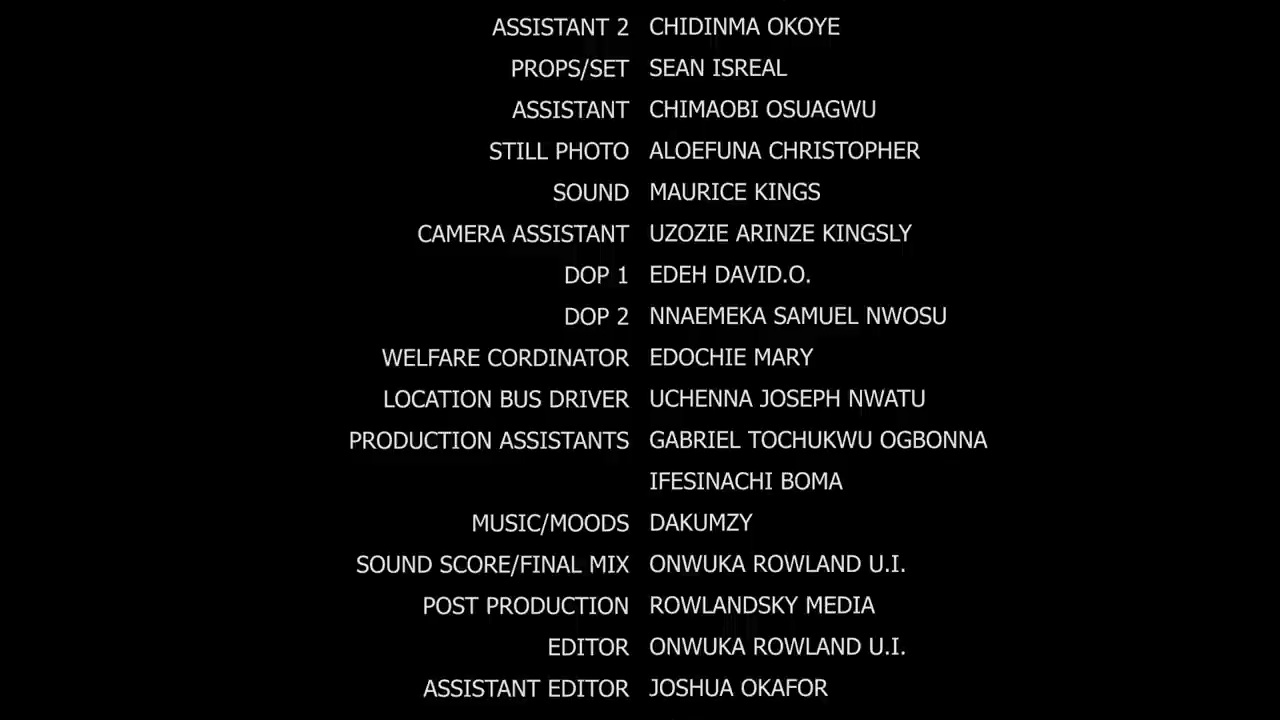 ASSISTANT 2 CHIDINMA OKOYE
PROPS/SET SEAN ISREAL
ASSISTANT CHIMAOBI OSUAGWU
STILL PHOTO ALOEFUNA CHRISTOPHER
SOUND MAURICE KINGS
CAMERA ASSISTANT UZOZIE ARINZE KINGSLY
DOP 1 EDEH DAVID.O.
DOP 2 NNAEMEKA SAMUEL NWOSU
WELFARE CORDINATOR EDOCHIE MARY
LOCATION BUS DRIVER UCHENNA JOSEPH NWATU
PRODUCTION ASSISTANTS GABRIEL TOCHUKWU OGBONNA
IFESINACHI BOMA
MUSIC/MOODS DAKUMZY
SOUND SCORE/FINAL MIX ONWUKA ROWLAND U.I.
POST PRODUCTION ROWLANDSKY MEDIA
EDITOR ONWUKA ROWLAND U.I.
ASSISTANT EDITOR JOSHUA OKAFOR